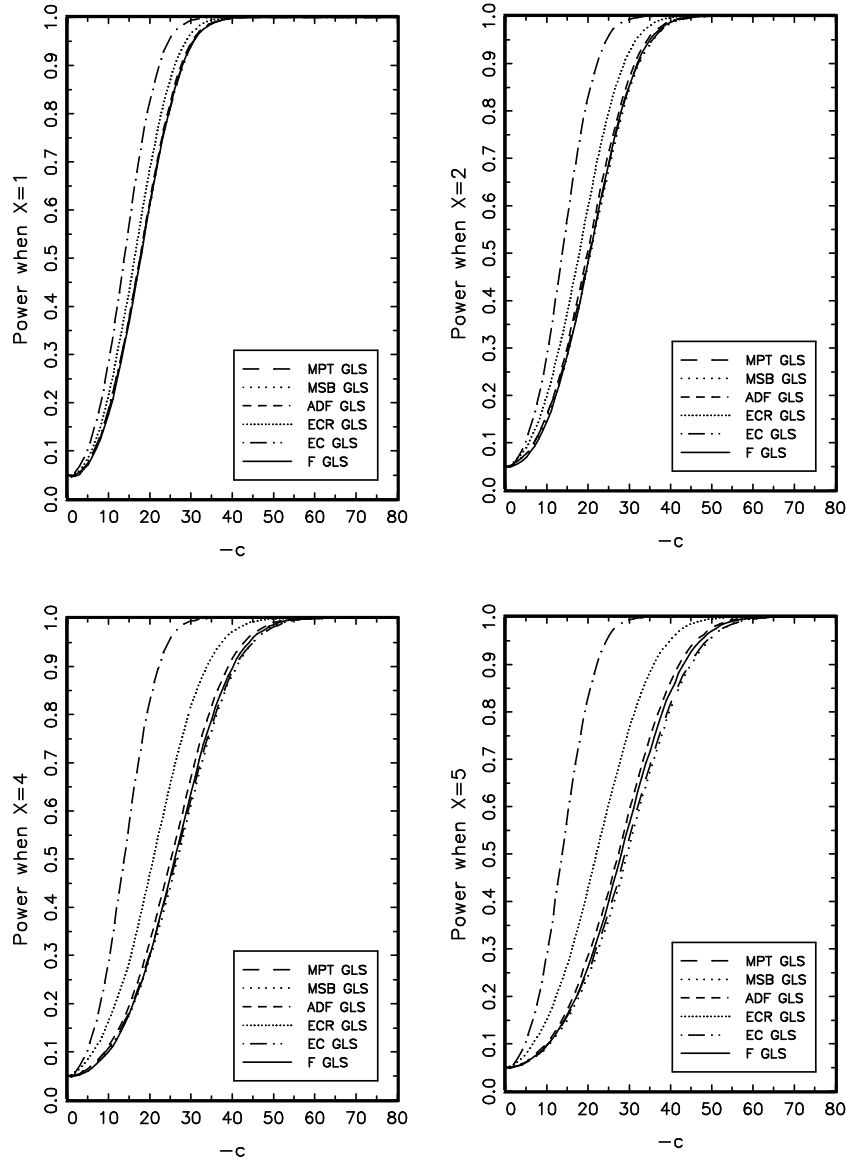 Power when X=1
1.0
0.9
0.8
0.7
0.6
0.5
0.4
0.3
0.2
0.1
0.0
MPT GLS
MSB GLS
ADF GLS
ECR GLS
EC GLS
F GLS
0 10 20 30 40 50 60 70 80
−c
Power when X=2
1.0
0.9
0.8
0.7
0.6
0.5
0.4
0.3
0.2
0.1
0.0
MPT GLS
MSB GLS
ADF GLS
ECR GLS
EC GLS
F GLS
0 10 20 30 40 50 60 70 80
−c
Power when X=4
1.0
0.9
0.8
0.7
0.6
0.5
0.4
0.3
0.2
0.1
0.0
MPT GLS
MSB GLS
ADF GLS
ECR GLS
EC GLS
F GLS
0 10 20 30 40 50 60 70 80
−c
Power when X=5
1.0
0.9
0.8
0.7
0.6
0.5
0.4
0.3
0.2
0.1
0.0
MPT GLS
MSB GLS
ADF GLS
ECR GLS
EC GLS
F GLS
0 10 20 30 40 50 60 70 80
−c